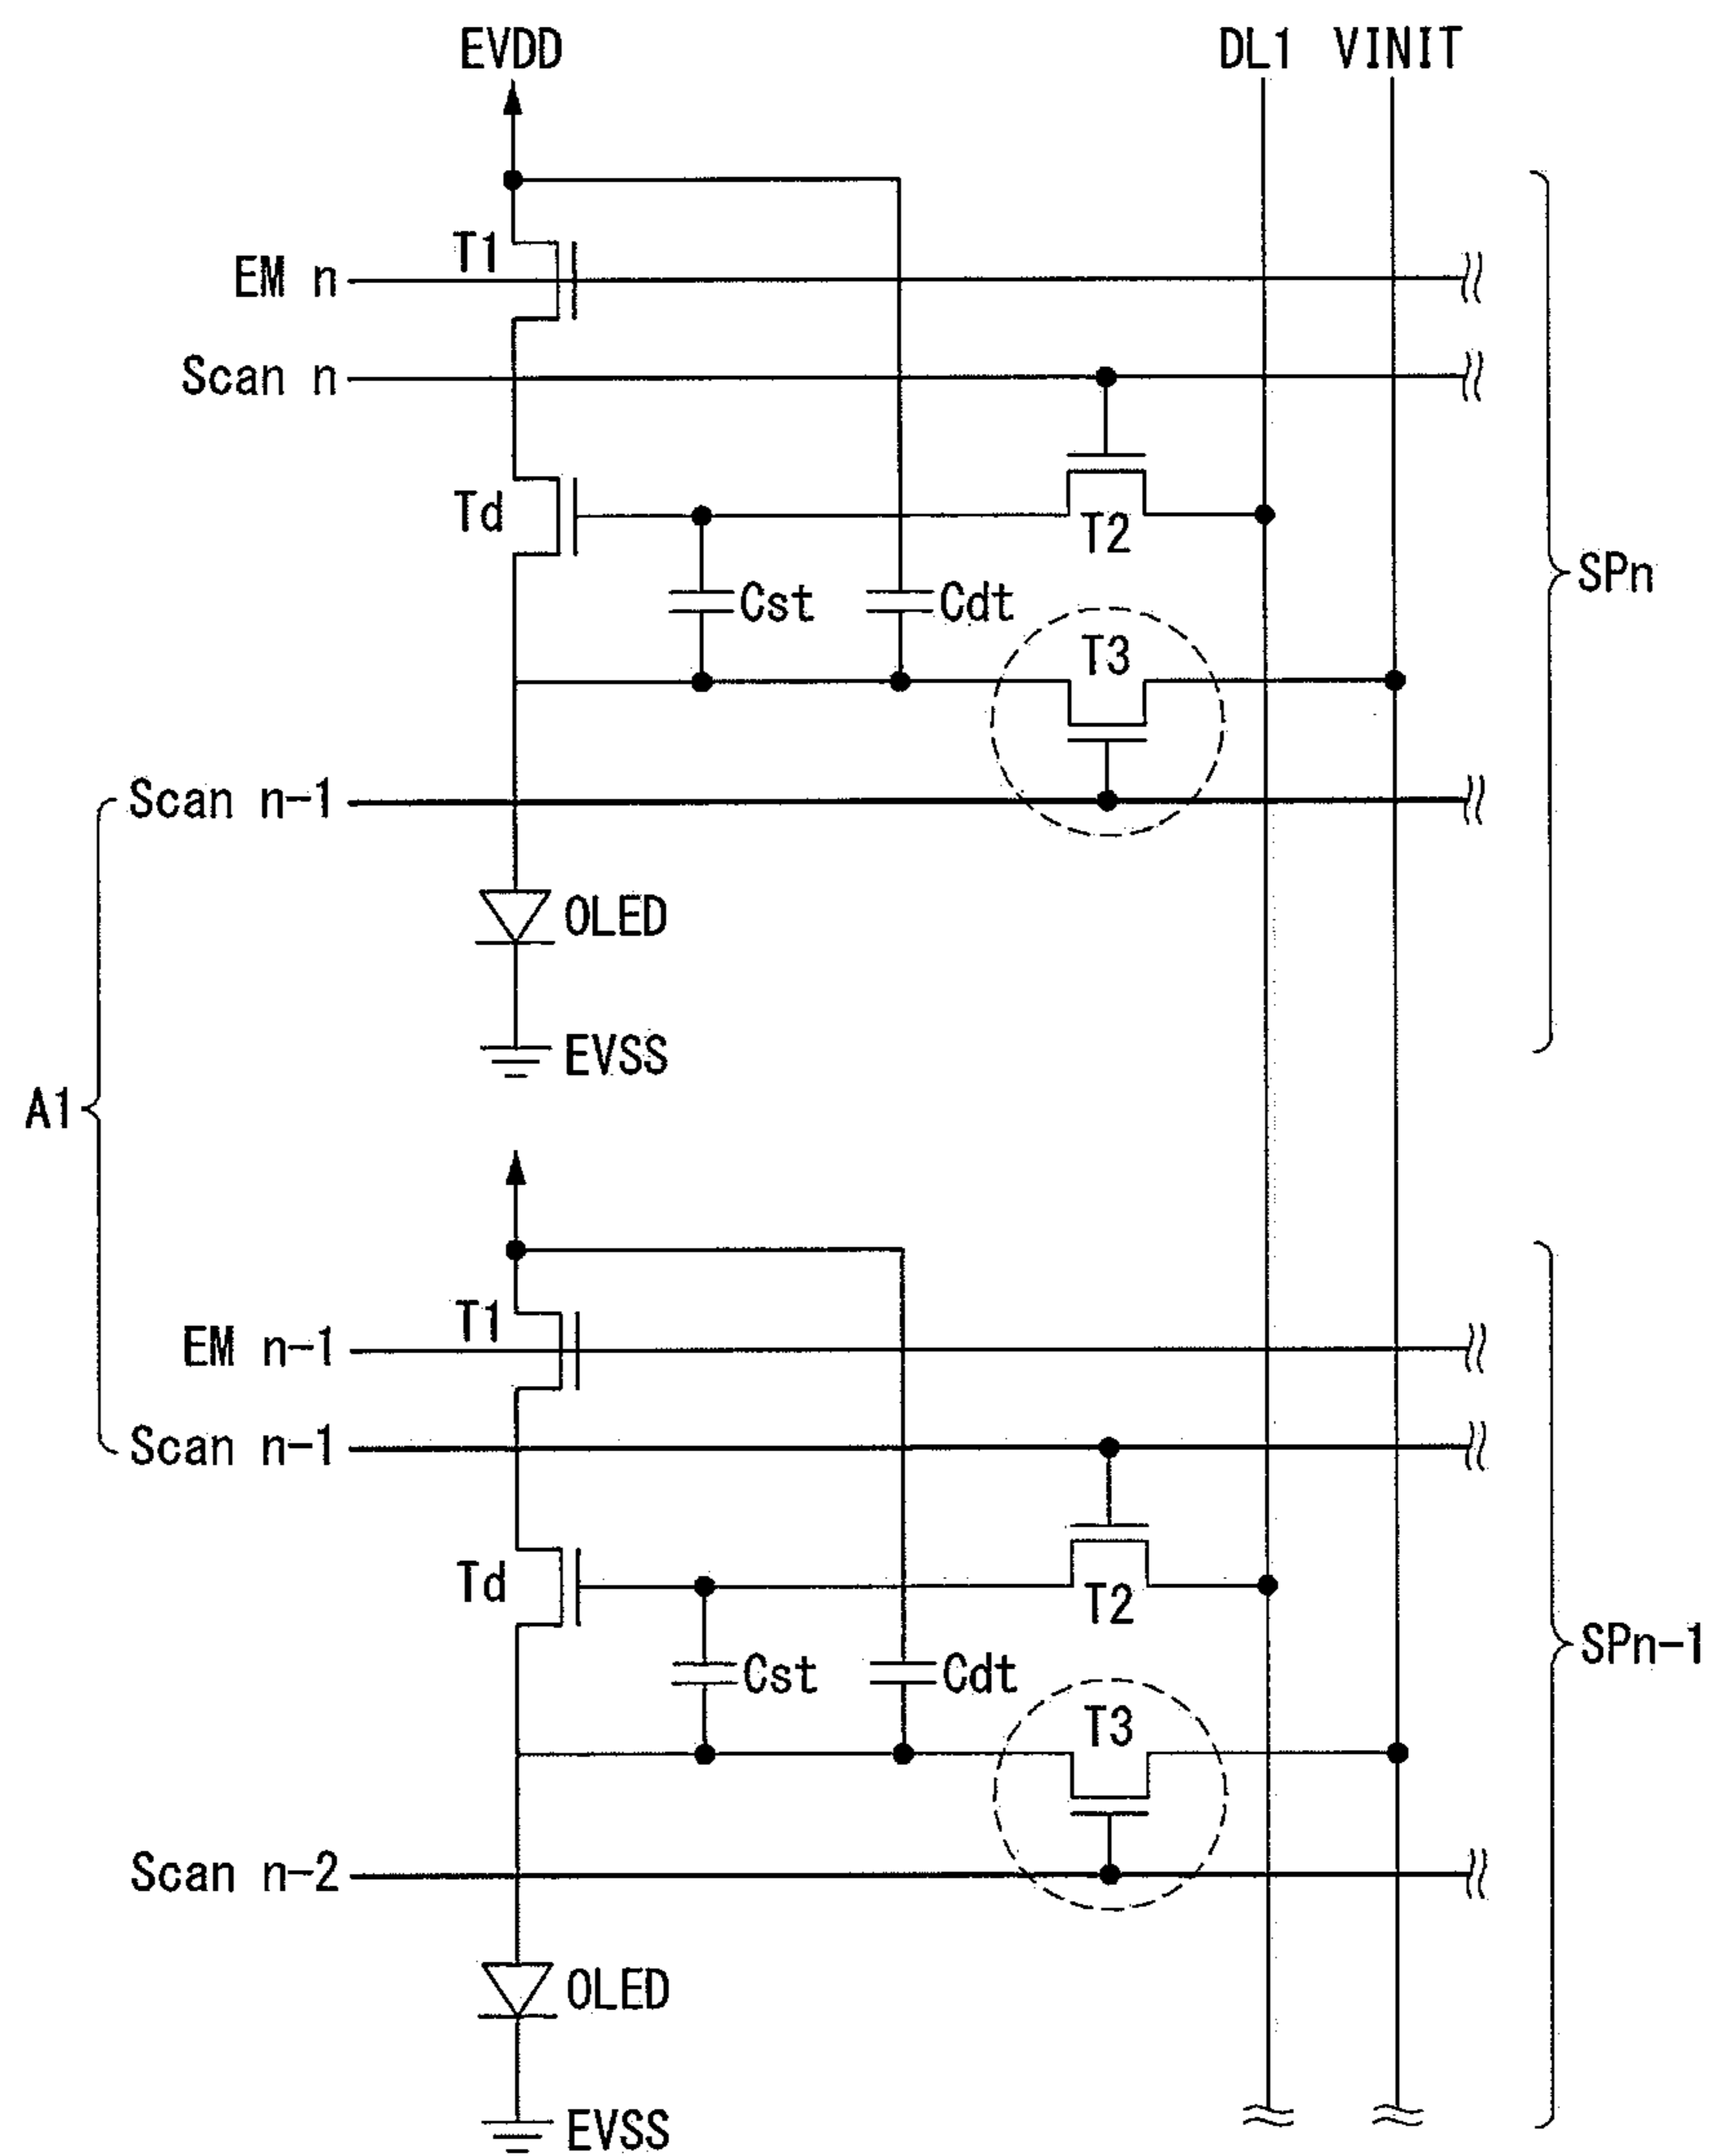 EVDD
DL1 VINIT
T1
EM n
Scan n
Td
T2
SPn
Cst
Cdt
T3
Scan n-1
OLED
EVSS
A1
T1
EM n-1
Scan n-1
Td
T2
SPn-1
Cst
Cdt
T3
Scan n-2
OLED
EVSS